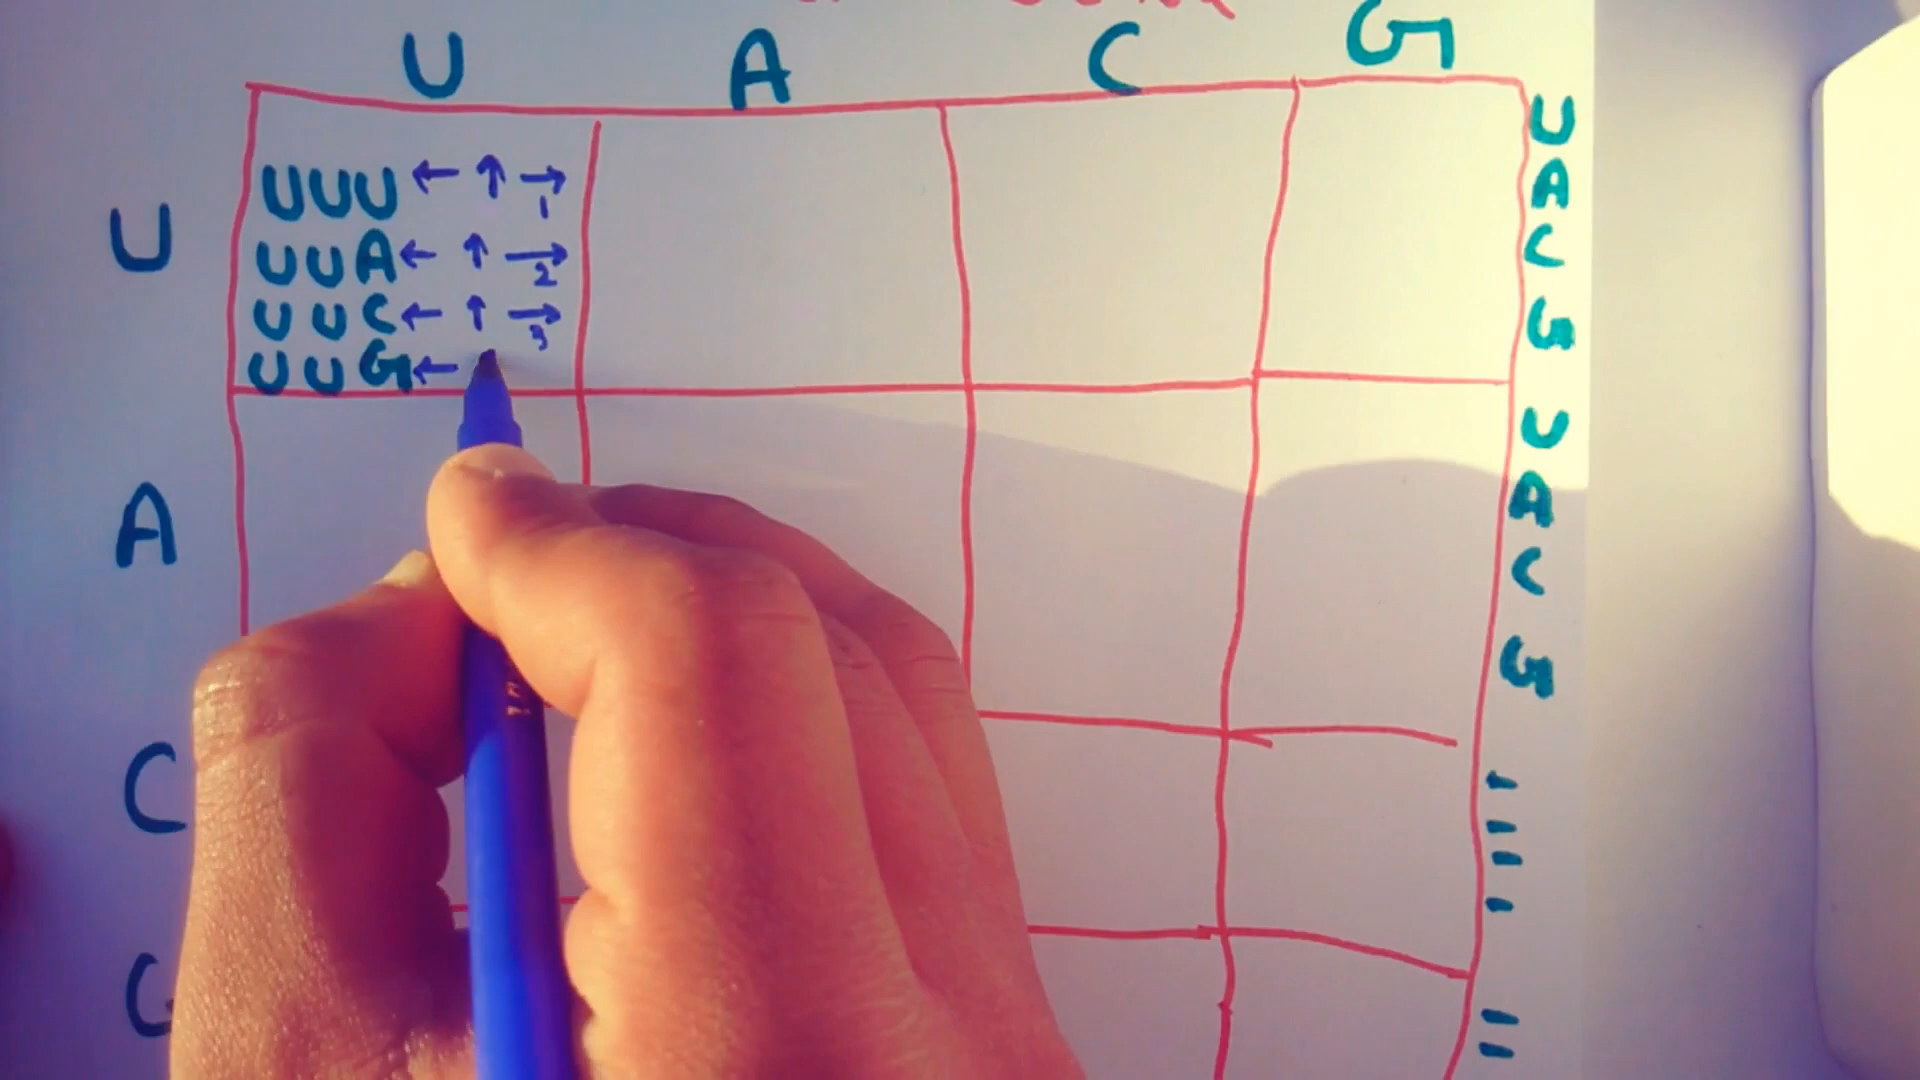 U A C G
U
UUU ← ↑ → 1
UUA ← ↑ → 2
UUC ← ↑ → 3
UUG ←
U
A
C
G
A
U
A
C
G
C